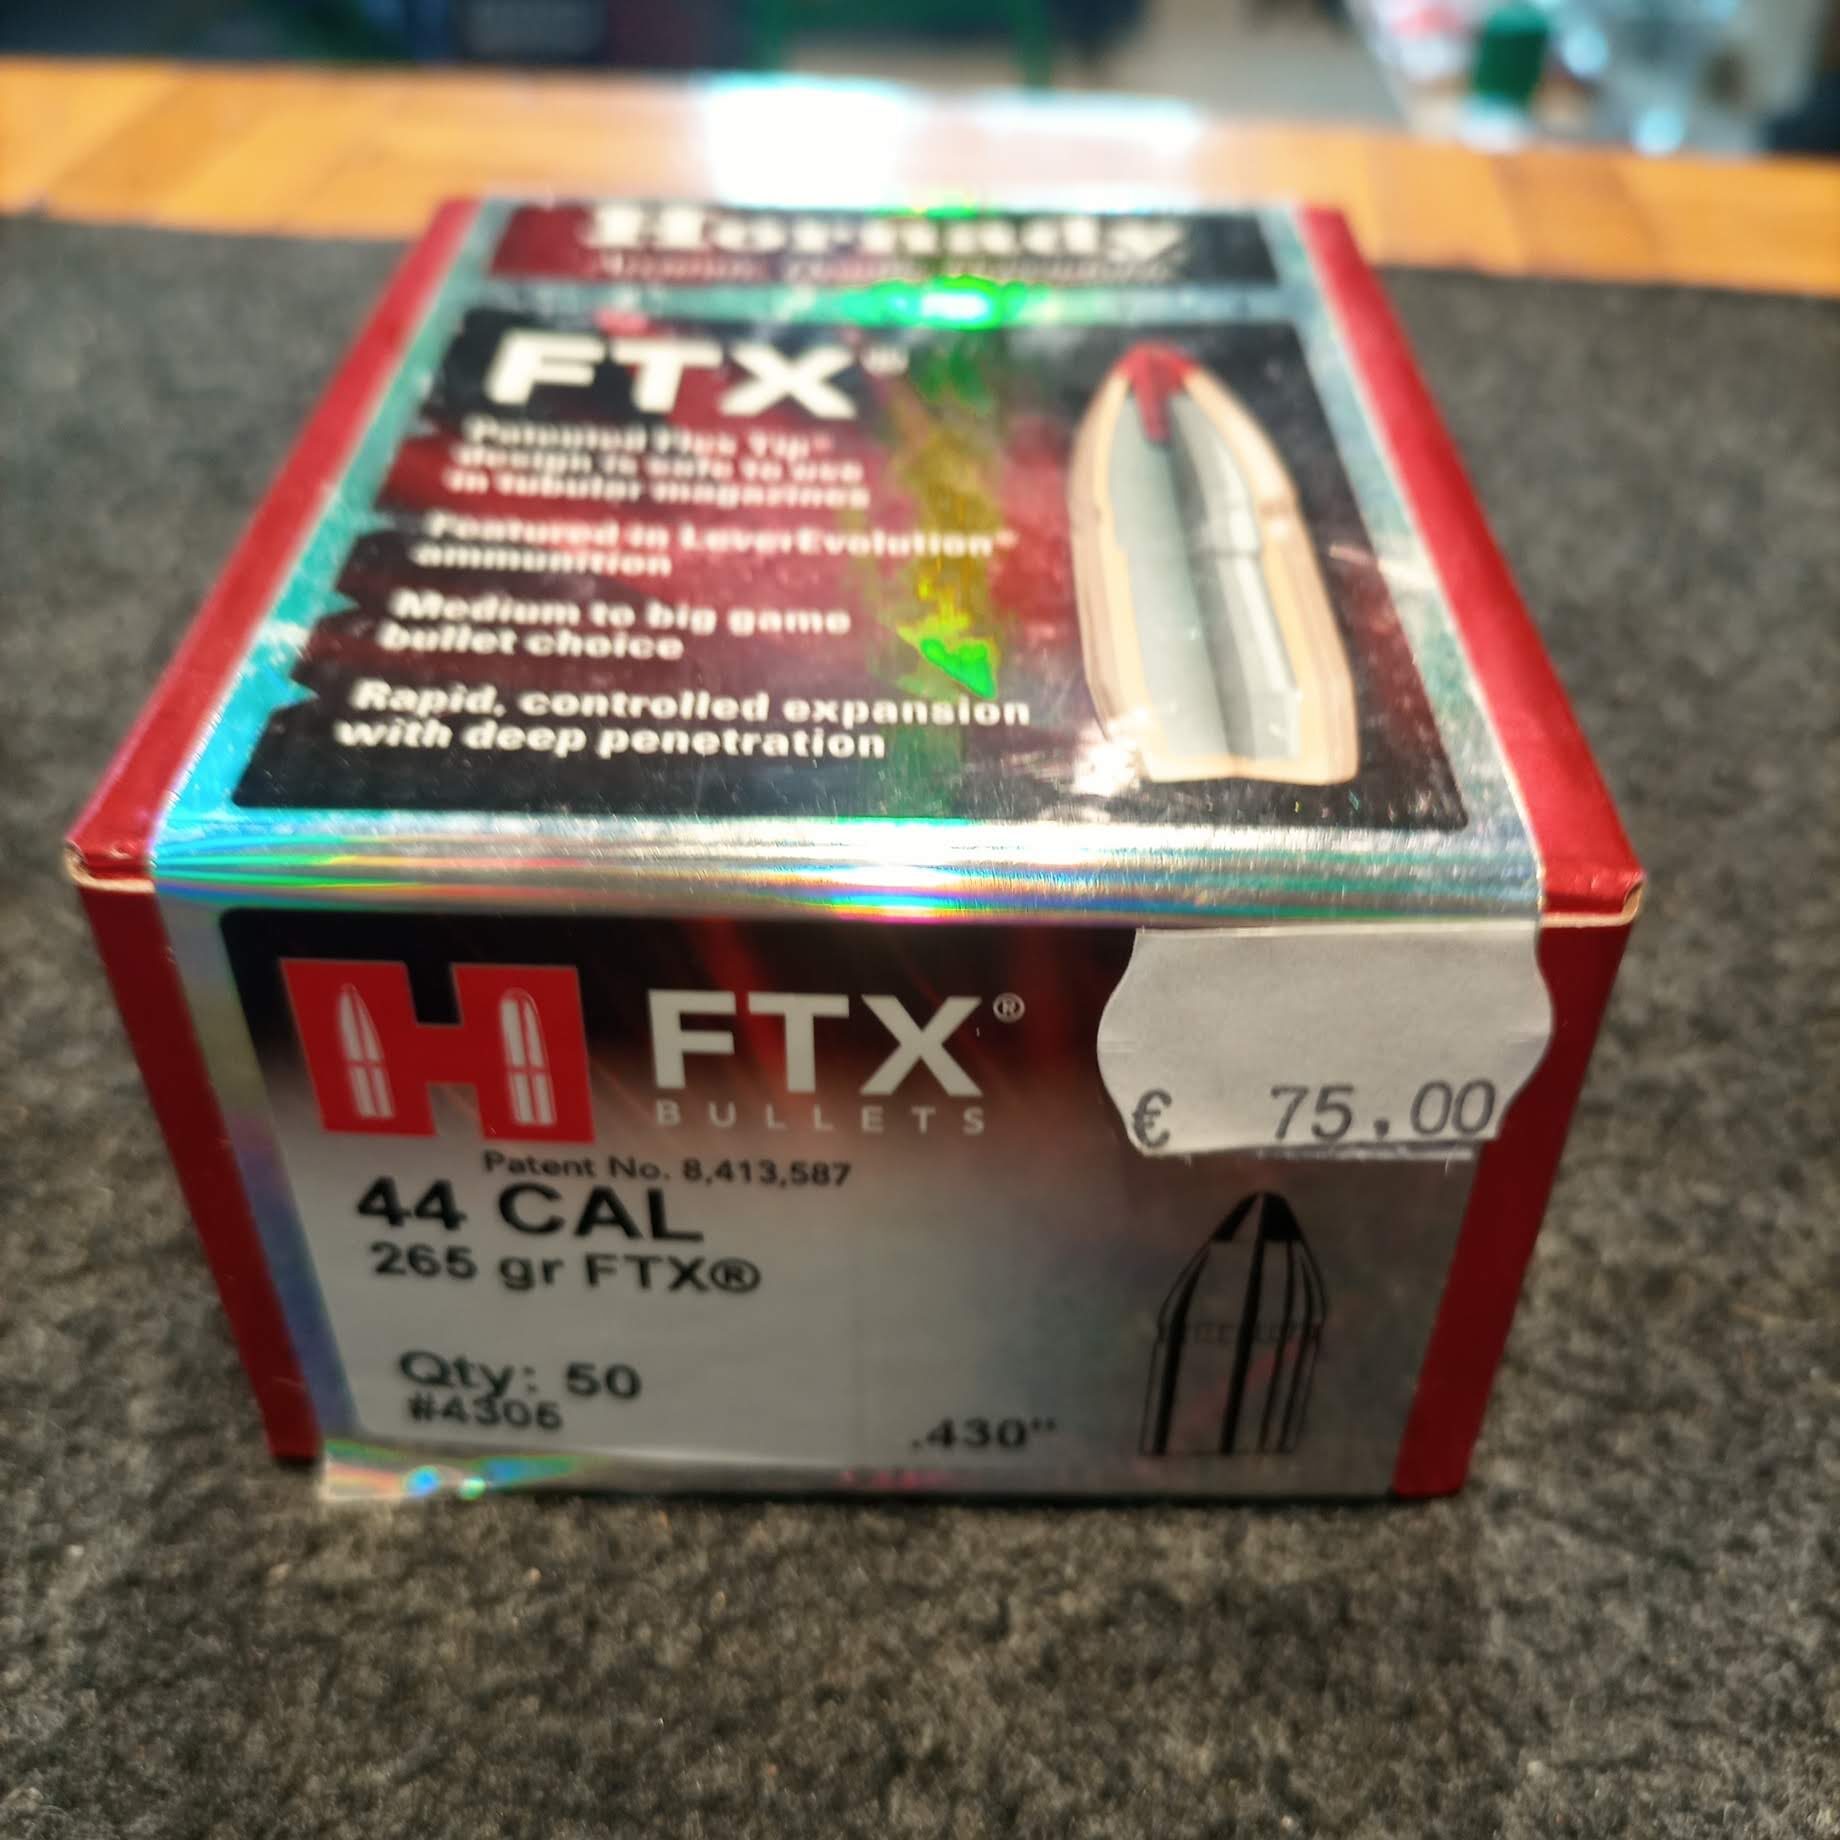 Hornady
FTX™
Patented Flex Tip®
design is safe to use
in tubular magazines
Featured in LeverEvolution™
ammunition
Medium to big game
bullet choice
Rapid, controlled expansion
with deep penetration
H FTX®
BULLETS
€ 75.00
Patent No. 8,413,587
44 CAL
265 gr FTX®
Qty: 50
#4305
.430"